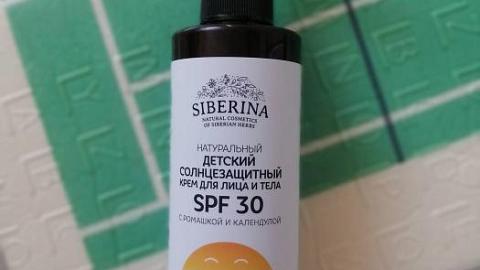 SIBERINA
NATURAL COSMETICS
OF SIBERIAN HERBS
НАТУРАЛЬНЫЙ
ДЕТСКИЙ
СОЛНЦЕЗАЩИТНЫЙ
КРЕМ ДЛЯ ЛИЦА И ТЕЛА
SPF 30
С РОМАШКОЙ И КАЛЕНДУЛОЙ